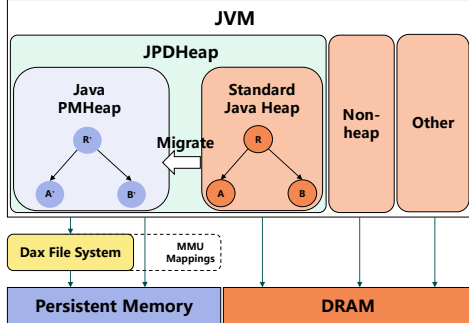 JVM
JPDHeap
Java
PMHeap
Standard
Java Heap
Non-
heap
Other
R'
Migrate
R
A'
B'
A
B
Dax File System
MMU
Mappings
Persistent Memory
DRAM